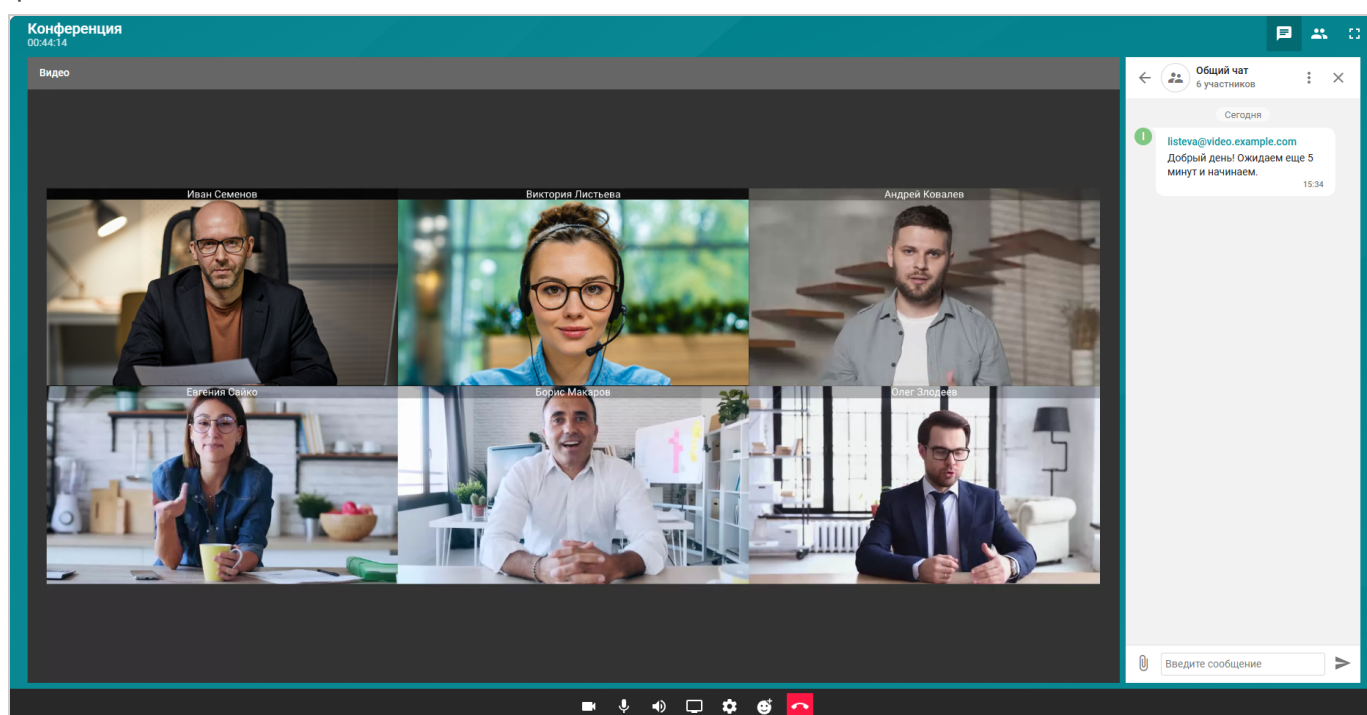 Конференция
00:44:14
Видео
Иван Семенов
Виктория Листьева
Андрей Ковалев
Евгения Сайко
Борис Макаров
Олег Злодеев
Общий чат
6 участников
Сегодня
I
listeva@video.example.com
Добрый день! Ожидаем еще 5
минут и начинаем.
15:34
Введите сообщение